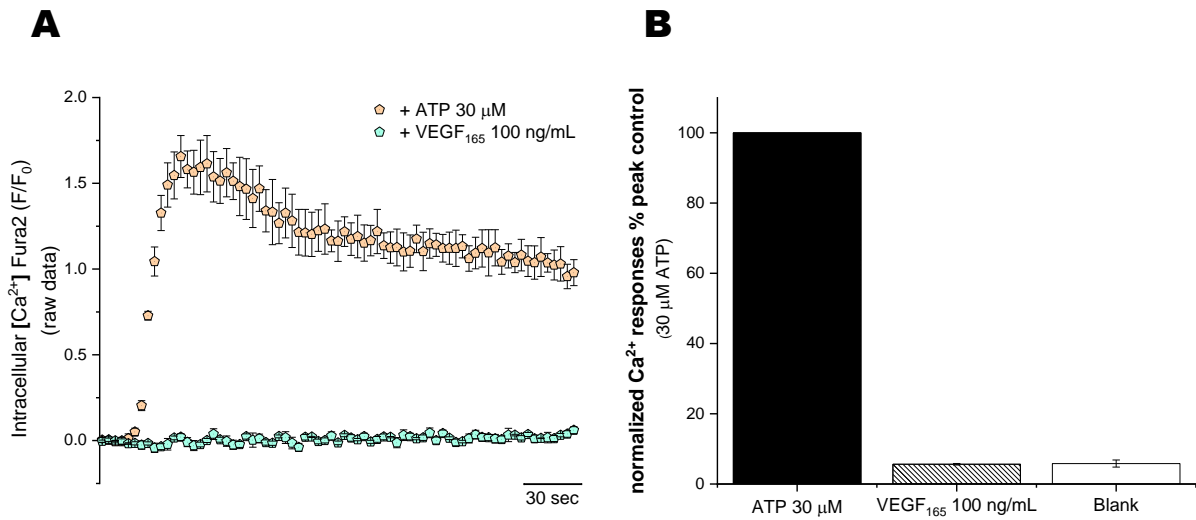 A
Intracellular [Ca²⁺] Fura2 (F/F₀)
(raw data)
2.0
1.5
1.0
0.5
0.0
+ ATP 30 μM
+ VEGF₁₆₅ 100 ng/mL
30 sec
B
normalized Ca²⁺ responses % peak control
(30 μM ATP)
100
80
60
40
20
0
ATP 30 μM
VEGF₁₆₅ 100 ng/mL
Blank